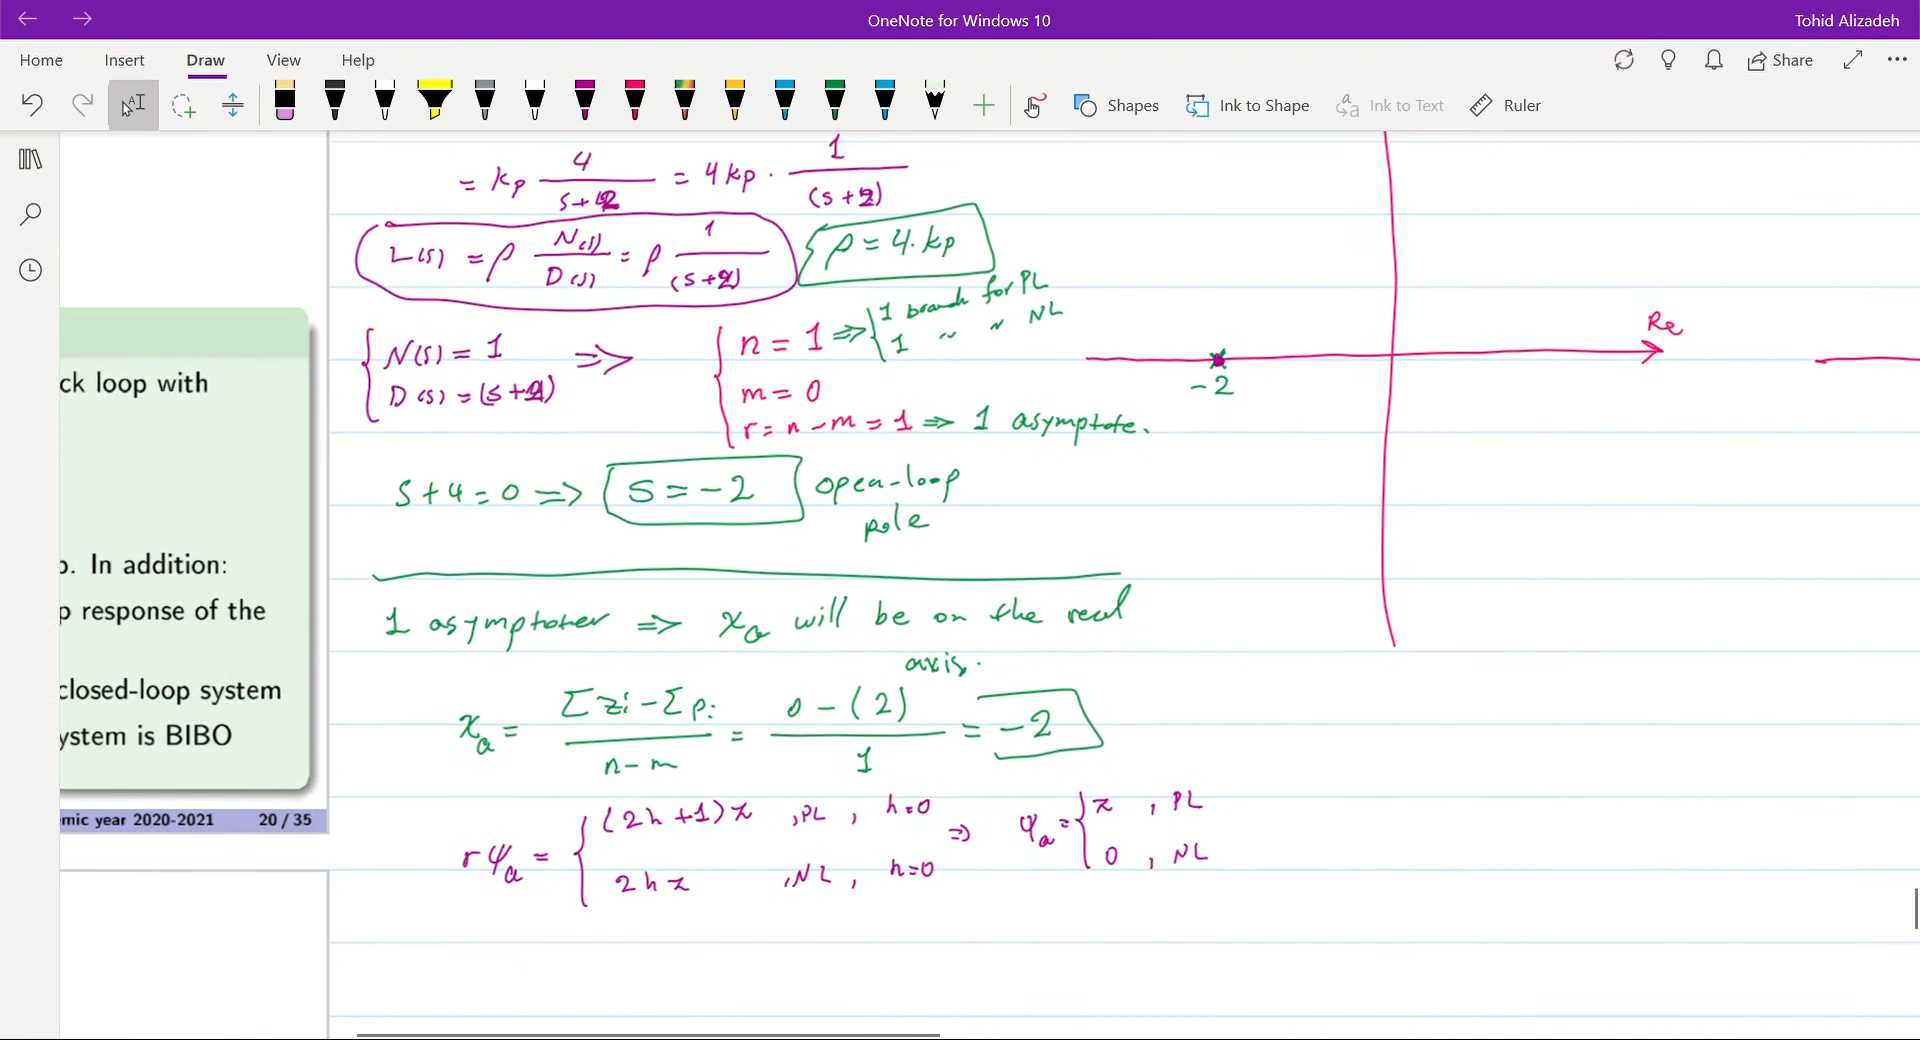 OneNote for Windows 10
Tohid Alizadeh
Home Insert Draw View Help
Share
Shapes Ink to Shape Ink to Text Ruler
= kp 4/(s+2) = 4kp · 1/(s+2)
L(s) = ρ N(s)/D(s) = ρ 1/(s+2)
ρ = 4·kp
N(s) = 1
D(s) = (s+2)
=>
n = 1 => 1 branch for PL
1 " " NL
m = 0
r = n-m = 1 => 1 asymptote.
s+4=0 => s = -2 open-loop
pole
1 asymptotes => xa will be on the real
axis.
xa = (Σzi - Σpi)/(n-m) = (0-(2))/1 = -2
rψa = (2h+1)π , PL , h=0
2hπ , NL , h=0
=> ψa = π , PL
0 , NL
Re
-2
ck loop with
. In addition:
p response of the
closed-loop system
ystem is BIBO
mic year 2020-2021 20 / 35